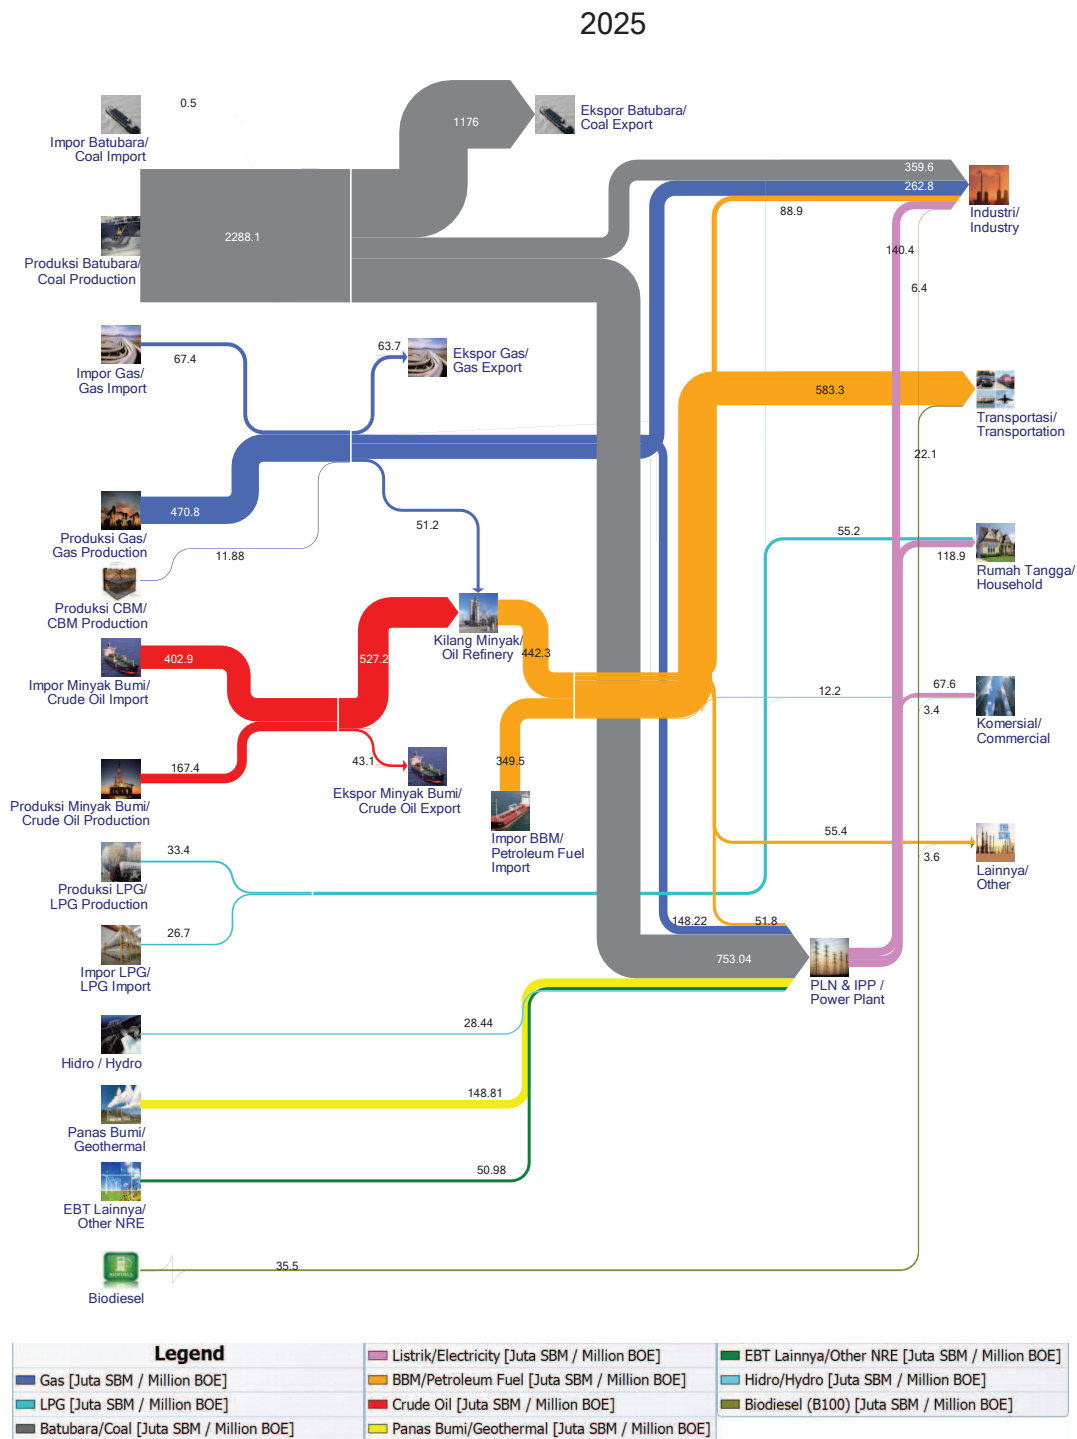 2025
0.5
Impor Batubara/
Coal Import
1176
Ekspor Batubara/
Coal Export
2288.1
Produksi Batubara/
Coal Production
359.6
262.8
88.9
Industri/
Industry
140.4
6.4
67.4
Impor Gas/
Gas Import
63.7
Ekspor Gas/
Gas Export
583.3
Transportasi/
Transportation
22.1
470.8
Produksi Gas/
Gas Production
51.2
11.88
Produksi CBM/
CBM Production
55.2
118.9
Rumah Tangga/
Household
402.9
Impor Minyak Bumi/
Crude Oil Import
527.2
Kilang Minyak/
Oil Refinery
442.3
12.2
67.6
3.4
Komersial/
Commercial
167.4
Produksi Minyak Bumi/
Crude Oil Production
43.1
Ekspor Minyak Bumi/
Crude Oil Export
349.5
Impor BBM/
Petroleum Fuel
Import
55.4
3.6
Lainnya/
Other
33.4
Produksi LPG/
LPG Production
26.7
Impor LPG/
LPG Import
148.22
51.8
753.04
PLN & IPP /
Power Plant
28.44
Hidro / Hydro
148.81
Panas Bumi/
Geothermal
50.98
EBT Lainnya/
Other NRE
35.5
Biodiesel
Legend
Gas [Juta SBM / Million BOE]
LPG [Juta SBM / Million BOE]
Batubara/Coal [Juta SBM / Million BOE]
Listrik/Electricity [Juta SBM / Million BOE]
BBM/Petroleum Fuel [Juta SBM / Million BOE]
Crude Oil [Juta SBM / Million BOE]
Panas Bumi/Geothermal [Juta SBM / Million BOE]
EBT Lainnya/Other NRE [Juta SBM / Million BOE]
Hidro/Hydro [Juta SBM / Million BOE]
Biodiesel (B100) [Juta SBM / Million BOE]